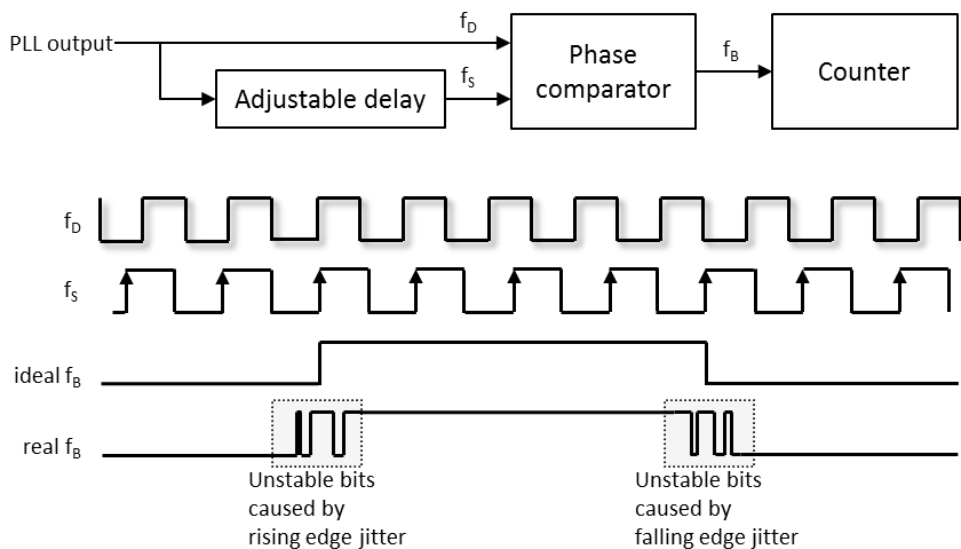 PLL output
f_D
f_S
Adjustable delay
Phase
comparator
f_B
Counter
f_D
f_S
ideal f_B
real f_B
Unstable bits
caused by
rising edge jitter
Unstable bits
caused by
falling edge jitter